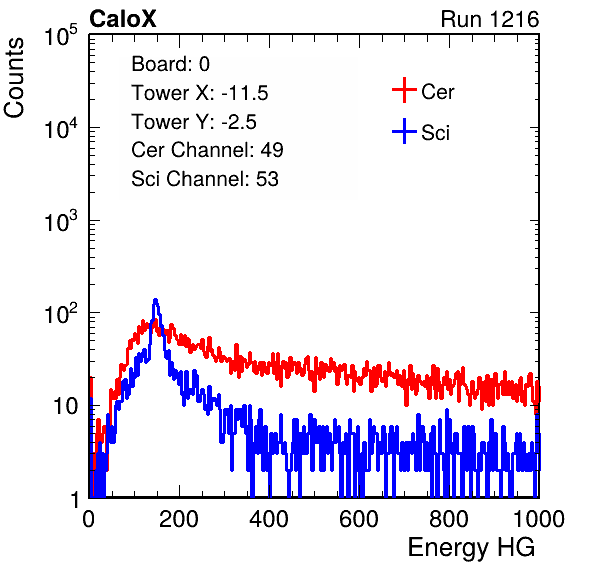 CaloX Run 1216
Counts
10^5
10^4
10^3
10^2
10
1
Board: 0
Tower X: -11.5
Tower Y: -2.5
Cer Channel: 49
Sci Channel: 53
Cer
Sci
0 200 400 600 800 1000
Energy HG